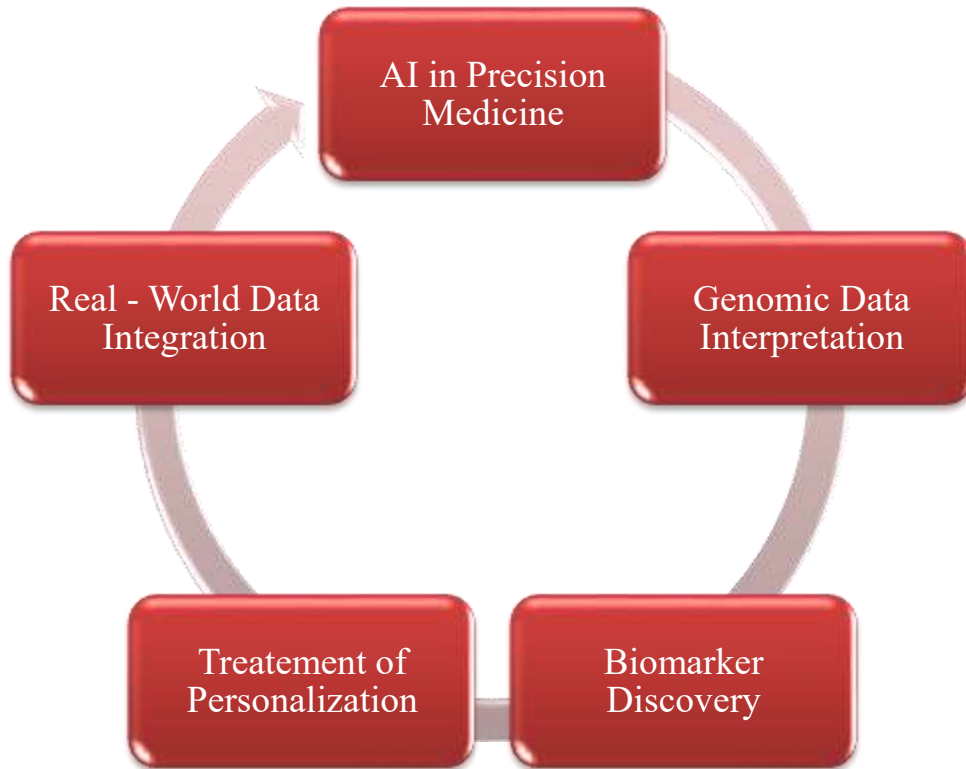 AI in Precision
Medicine
Genomic Data
Interpretation
Biomarker
Discovery
Treatement of
Personalization
Real - World Data
Integration